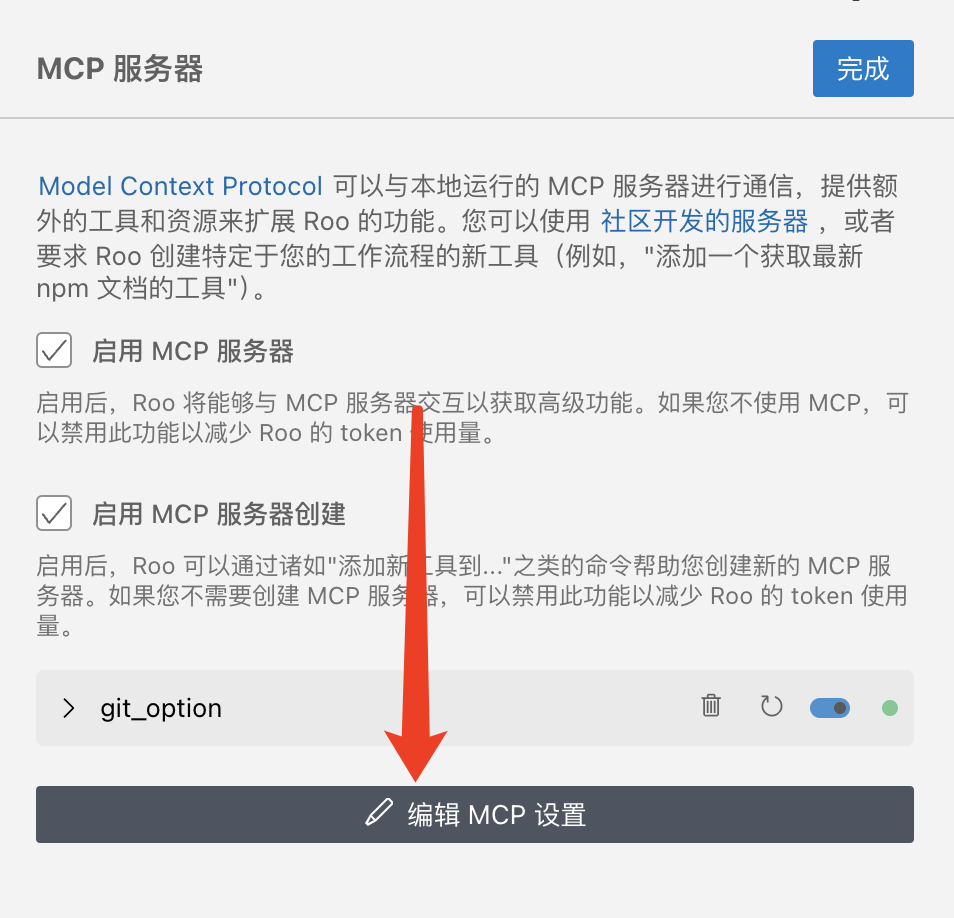 MCP 服务器
完成
Model Context Protocol 可以与本地运行的 MCP 服务器进行通信，提供额
外的工具和资源来扩展 Roo 的功能。您可以使用 社区开发的服务器 ，或者
要求 Roo 创建特定于您的工作流程的新工具（例如，"添加一个获取最新
npm 文档的工具"）。
启用 MCP 服务器
启用后，Roo 将能够与 MCP 服务器交互以获取高级功能。如果您不使用 MCP，可
以禁用此功能以减少 Roo 的 token 使用量。
启用 MCP 服务器创建
启用后，Roo 可以通过诸如"添加新工具到..."之类的命令帮助您创建新的 MCP 服
务器。如果您不需要创建 MCP 服务器，可以禁用此功能以减少 Roo 的 token 使用
量。
git_option
编辑 MCP 设置